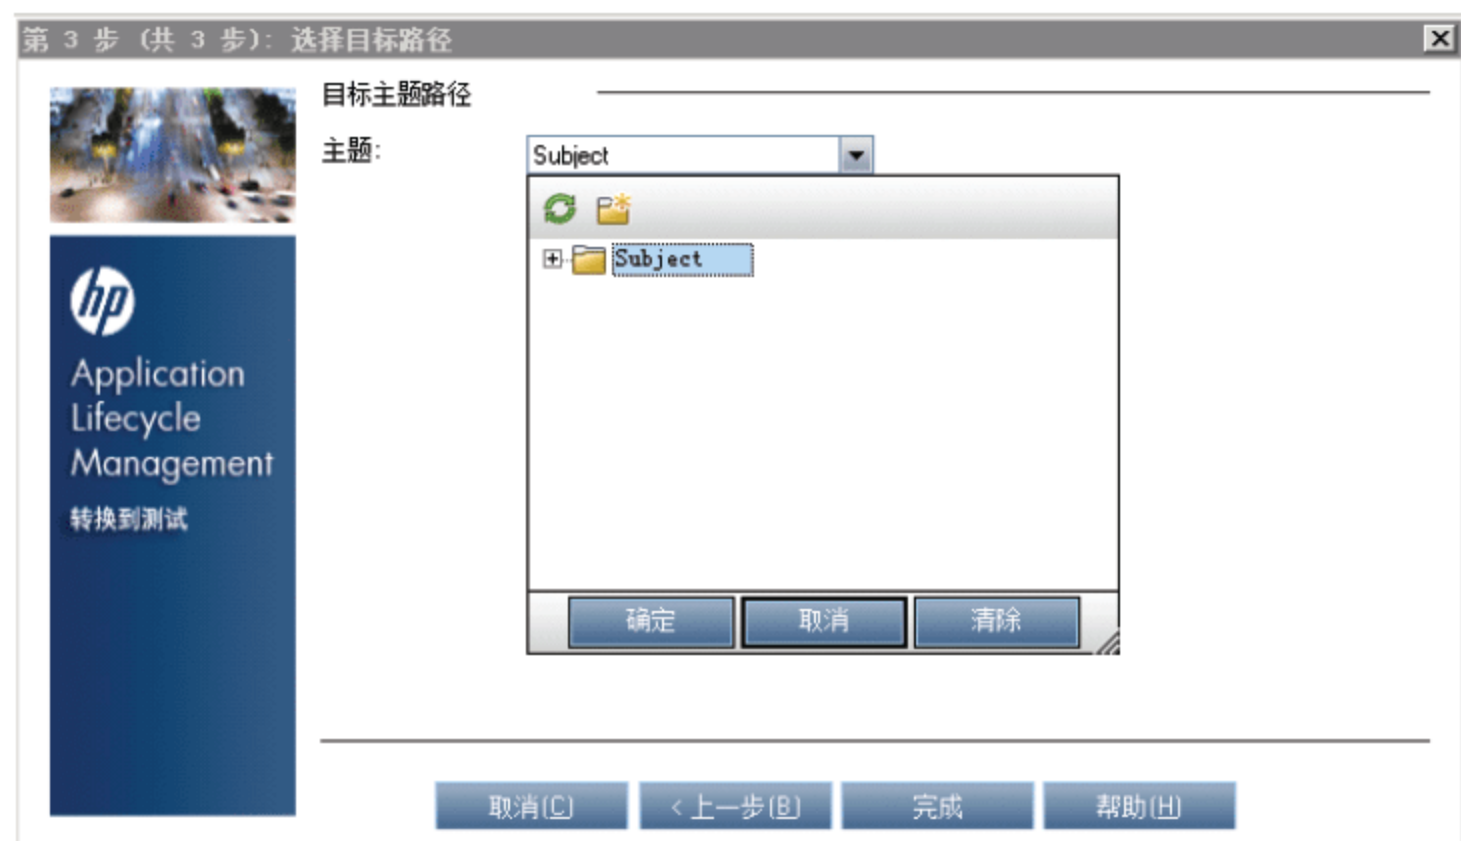 第 3 步 (共 3 步): 选择目标路径
目标主题路径
主题:
Subject
Subject
hp
Application
Lifecycle
Management
转换到测试
确定
取消
清除
取消(C)
<上一步(B)
完成
帮助(H)